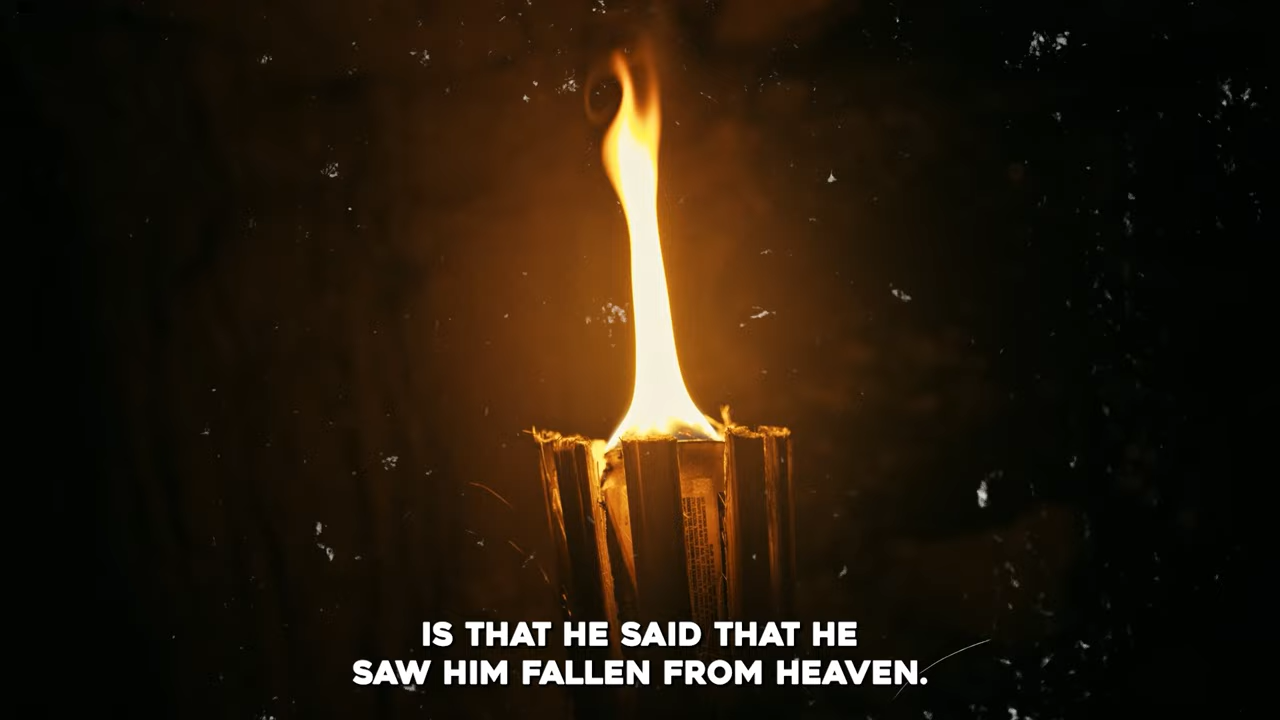 IS THAT HE SAID THAT HE
SAW HIM FALLEN FROM HEAVEN.